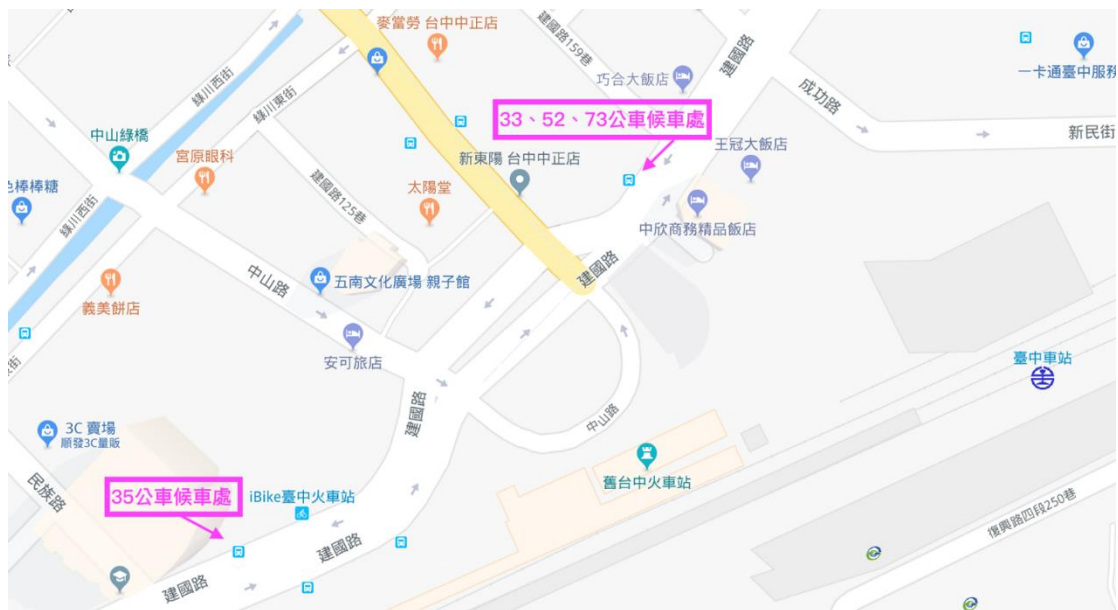 麥當勞 台中中正店
建國路159巷
建國路
一卡通臺中服務
綠川西街
綠川東街
巧合大飯店
成功路
33、52、73公車候車處
新民街
中山綠橋
宮原眼科
新東陽 台中中正店
王冠大飯店
色棒棒糖
建國路125巷
太陽堂
中欣商務精品飯店
綠川西街
建國路
中山路
五南文化廣場 親子館
義美餅店
安可旅店
臺中車站
街
建國路
中山路
3C 賣場
順發3C量販
舊台中火車站
民族路
35公車候車處
iBike臺中火車站
復興路四段250巷
建國路
建國路